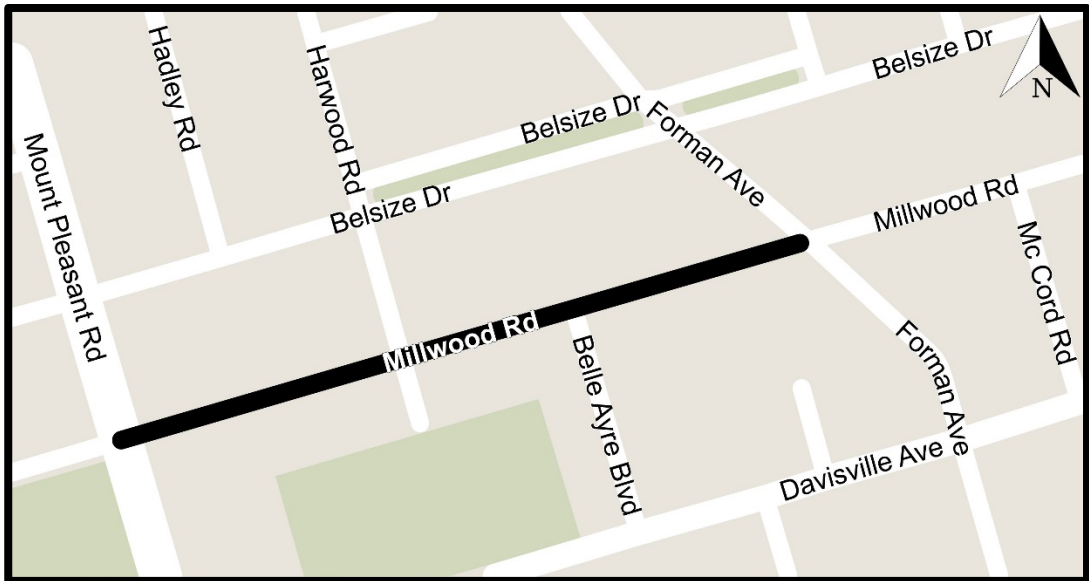 Hadley Rd
Harwood Rd
Belsize Dr
N
Belsize Dr
Forman Ave
Mount Pleasant Rd
Belsize Dr
Millwood Rd
Mc Cord Rd
Millwood Rd
Belle Ayre Blvd
Forman Ave
Davisville Ave